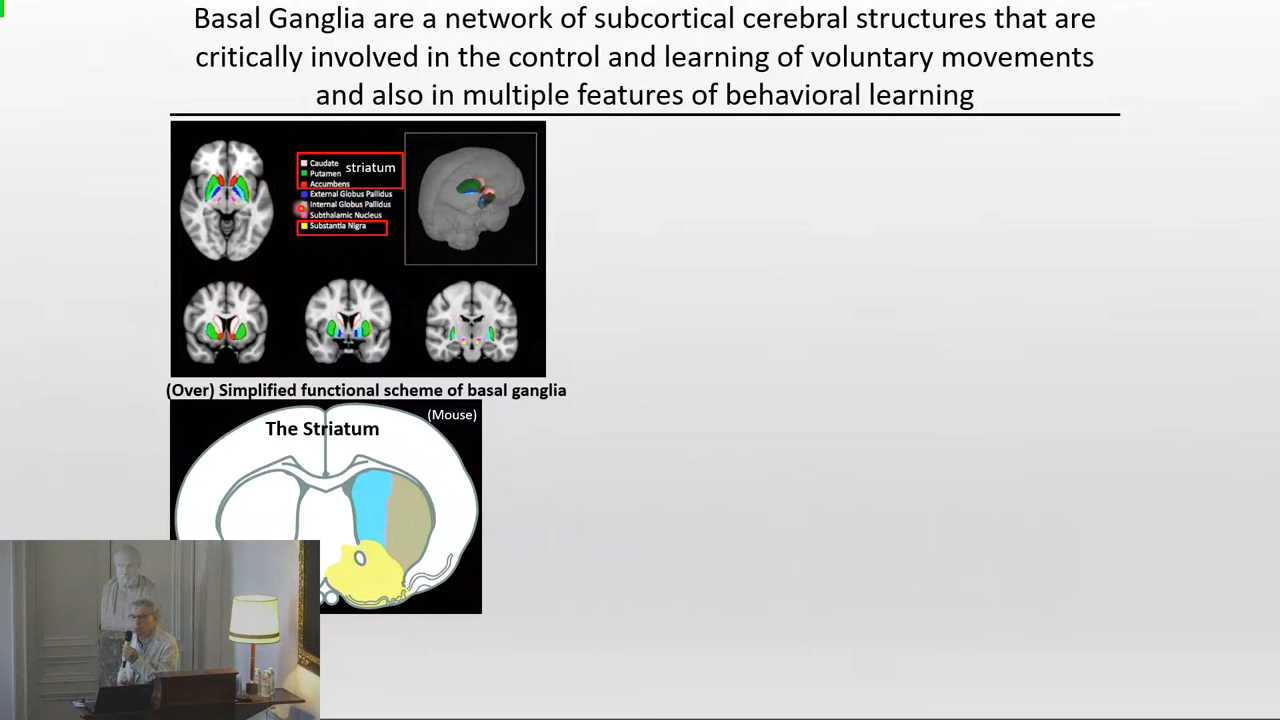 Basal Ganglia are a network of subcortical cerebral structures that are
critically involved in the control and learning of voluntary movements
and also in multiple features of behavioral learning
Caudate
Putamen
Accumbens
striatum
External Globus Pallidus
Internal Globus Pallidus
Subthalamic Nucleus
Substantia Nigra
(Over) Simplified functional scheme of basal ganglia
(Mouse)
The Striatum